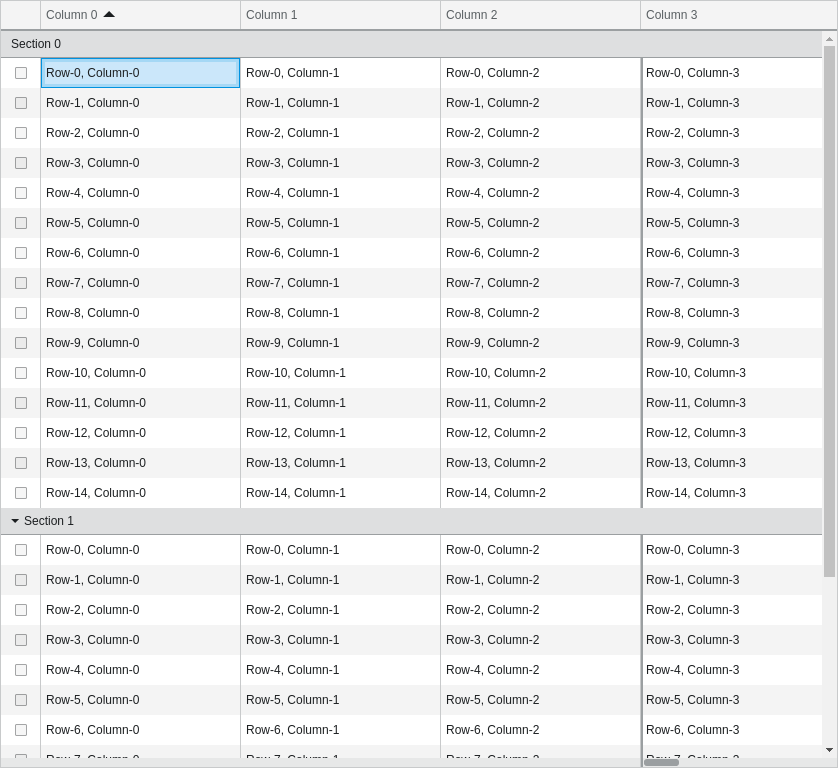 Column 0 Column 1 Column 2 Column 3
Section 0
Row-0, Column-0 Row-0, Column-1 Row-0, Column-2 Row-0, Column-3
Row-1, Column-0 Row-1, Column-1 Row-1, Column-2 Row-1, Column-3
Row-2, Column-0 Row-2, Column-1 Row-2, Column-2 Row-2, Column-3
Row-3, Column-0 Row-3, Column-1 Row-3, Column-2 Row-3, Column-3
Row-4, Column-0 Row-4, Column-1 Row-4, Column-2 Row-4, Column-3
Row-5, Column-0 Row-5, Column-1 Row-5, Column-2 Row-5, Column-3
Row-6, Column-0 Row-6, Column-1 Row-6, Column-2 Row-6, Column-3
Row-7, Column-0 Row-7, Column-1 Row-7, Column-2 Row-7, Column-3
Row-8, Column-0 Row-8, Column-1 Row-8, Column-2 Row-8, Column-3
Row-9, Column-0 Row-9, Column-1 Row-9, Column-2 Row-9, Column-3
Row-10, Column-0 Row-10, Column-1 Row-10, Column-2 Row-10, Column-3
Row-11, Column-0 Row-11, Column-1 Row-11, Column-2 Row-11, Column-3
Row-12, Column-0 Row-12, Column-1 Row-12, Column-2 Row-12, Column-3
Row-13, Column-0 Row-13, Column-1 Row-13, Column-2 Row-13, Column-3
Row-14, Column-0 Row-14, Column-1 Row-14, Column-2 Row-14, Column-3
Section 1
Row-0, Column-0 Row-0, Column-1 Row-0, Column-2 Row-0, Column-3
Row-1, Column-0 Row-1, Column-1 Row-1, Column-2 Row-1, Column-3
Row-2, Column-0 Row-2, Column-1 Row-2, Column-2 Row-2, Column-3
Row-3, Column-0 Row-3, Column-1 Row-3, Column-2 Row-3, Column-3
Row-4, Column-0 Row-4, Column-1 Row-4, Column-2 Row-4, Column-3
Row-5, Column-0 Row-5, Column-1 Row-5, Column-2 Row-5, Column-3
Row-6, Column-0 Row-6, Column-1 Row-6, Column-2 Row-6, Column-3